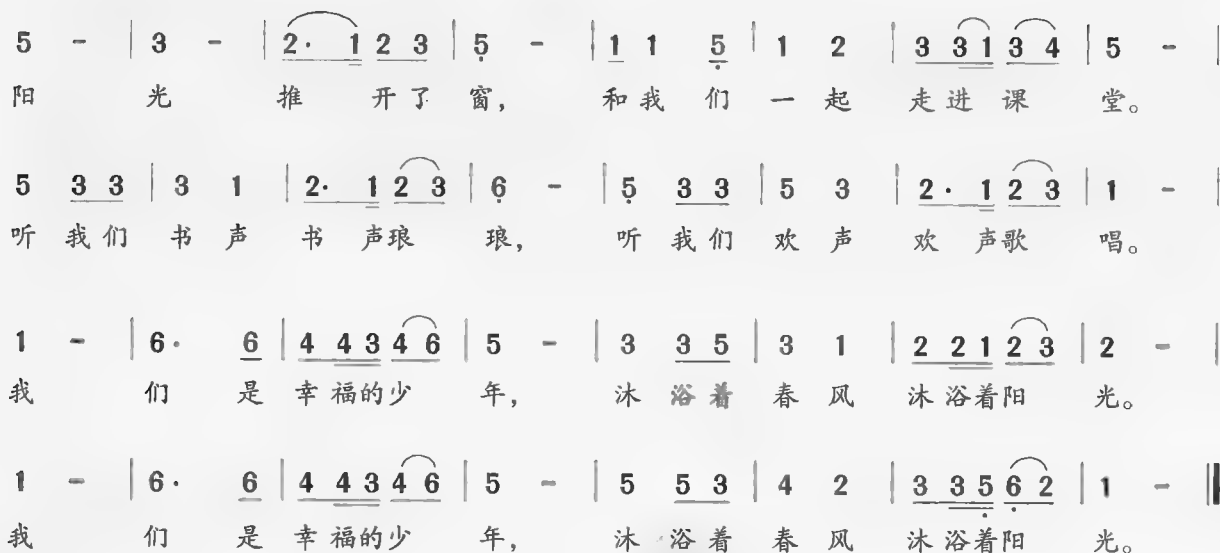 5 - | 3 - | 2· 1 2 3 | 5̣ - | 1 1 5̣ | 1 2 | 3 3 1 3 4 | 5 - |
阳 光 推 开了 窗， 和我 们 一 起 走进 课 堂。
5 3 3 | 3 1 | 2· 1 2 3 | 6̣ - | 5̣ 3 3 | 5 3 | 2· 1 2 3 | 1 - |
听 我们 书 声 书 声琅 琅， 听 我们 欢 声 欢 声歌 唱。
1 - | 6· 6 | 4 4 3 4 6 | 5 - | 3 3 5 | 3 1 | 2 2 1 2 3 | 2 - |
我 们 是 幸福的少 年， 沐 浴着 春 风 沐浴着阳 光。
1 - | 6· 6 | 4 4 3 4 6 | 5 - | 5 5 3 | 4 2 | 3 3 5̣ 6̣ 2 | 1 - ‖
我 们 是 幸福的少 年， 沐 浴着 春 风 沐浴着阳 光。